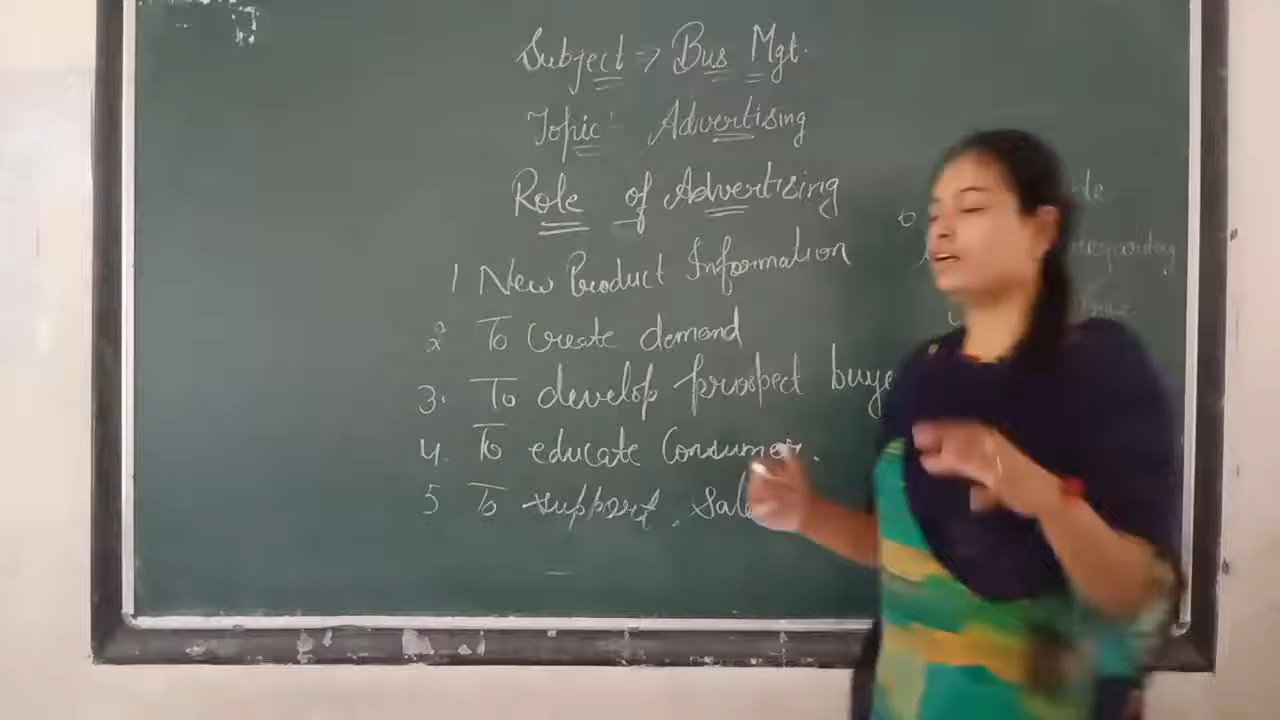 Subject → Bus Mgt.
Topic: Advertising
Role of Advertising
1 New Product Information
2 To Create demand
3. To develop prospect buye
4. To educate Consumer.
5 To support sale